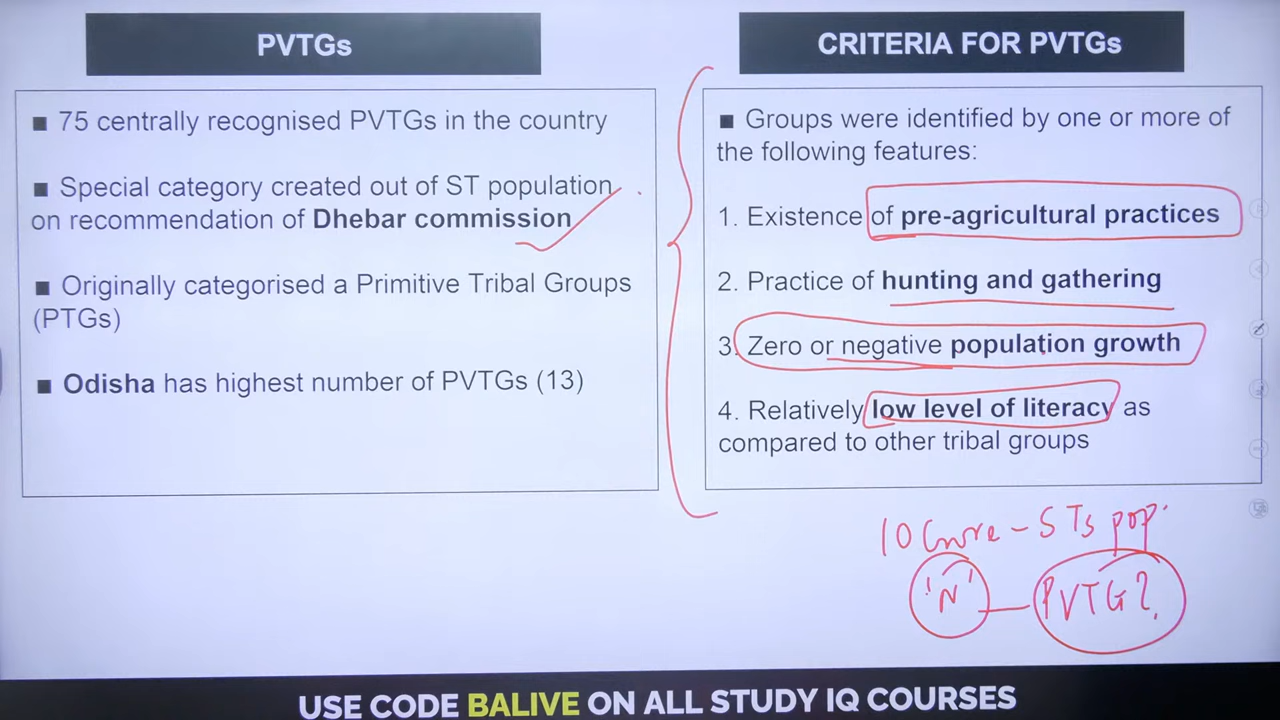 PVTGs
■ 75 centrally recognised PVTGs in the country
■ Special category created out of ST population
on recommendation of Dhebar commission
■ Originally categorised a Primitive Tribal Groups
(PTGs)
■ Odisha has highest number of PVTGs (13)
CRITERIA FOR PVTGs
■ Groups were identified by one or more of
the following features:
1. Existence of pre-agricultural practices
2. Practice of hunting and gathering
3. Zero or negative population growth
4. Relatively low level of literacy as
compared to other tribal groups
10 Crore - STs pop.
'N' — PVTG?
USE CODE BALIVE ON ALL STUDY IQ COURSES